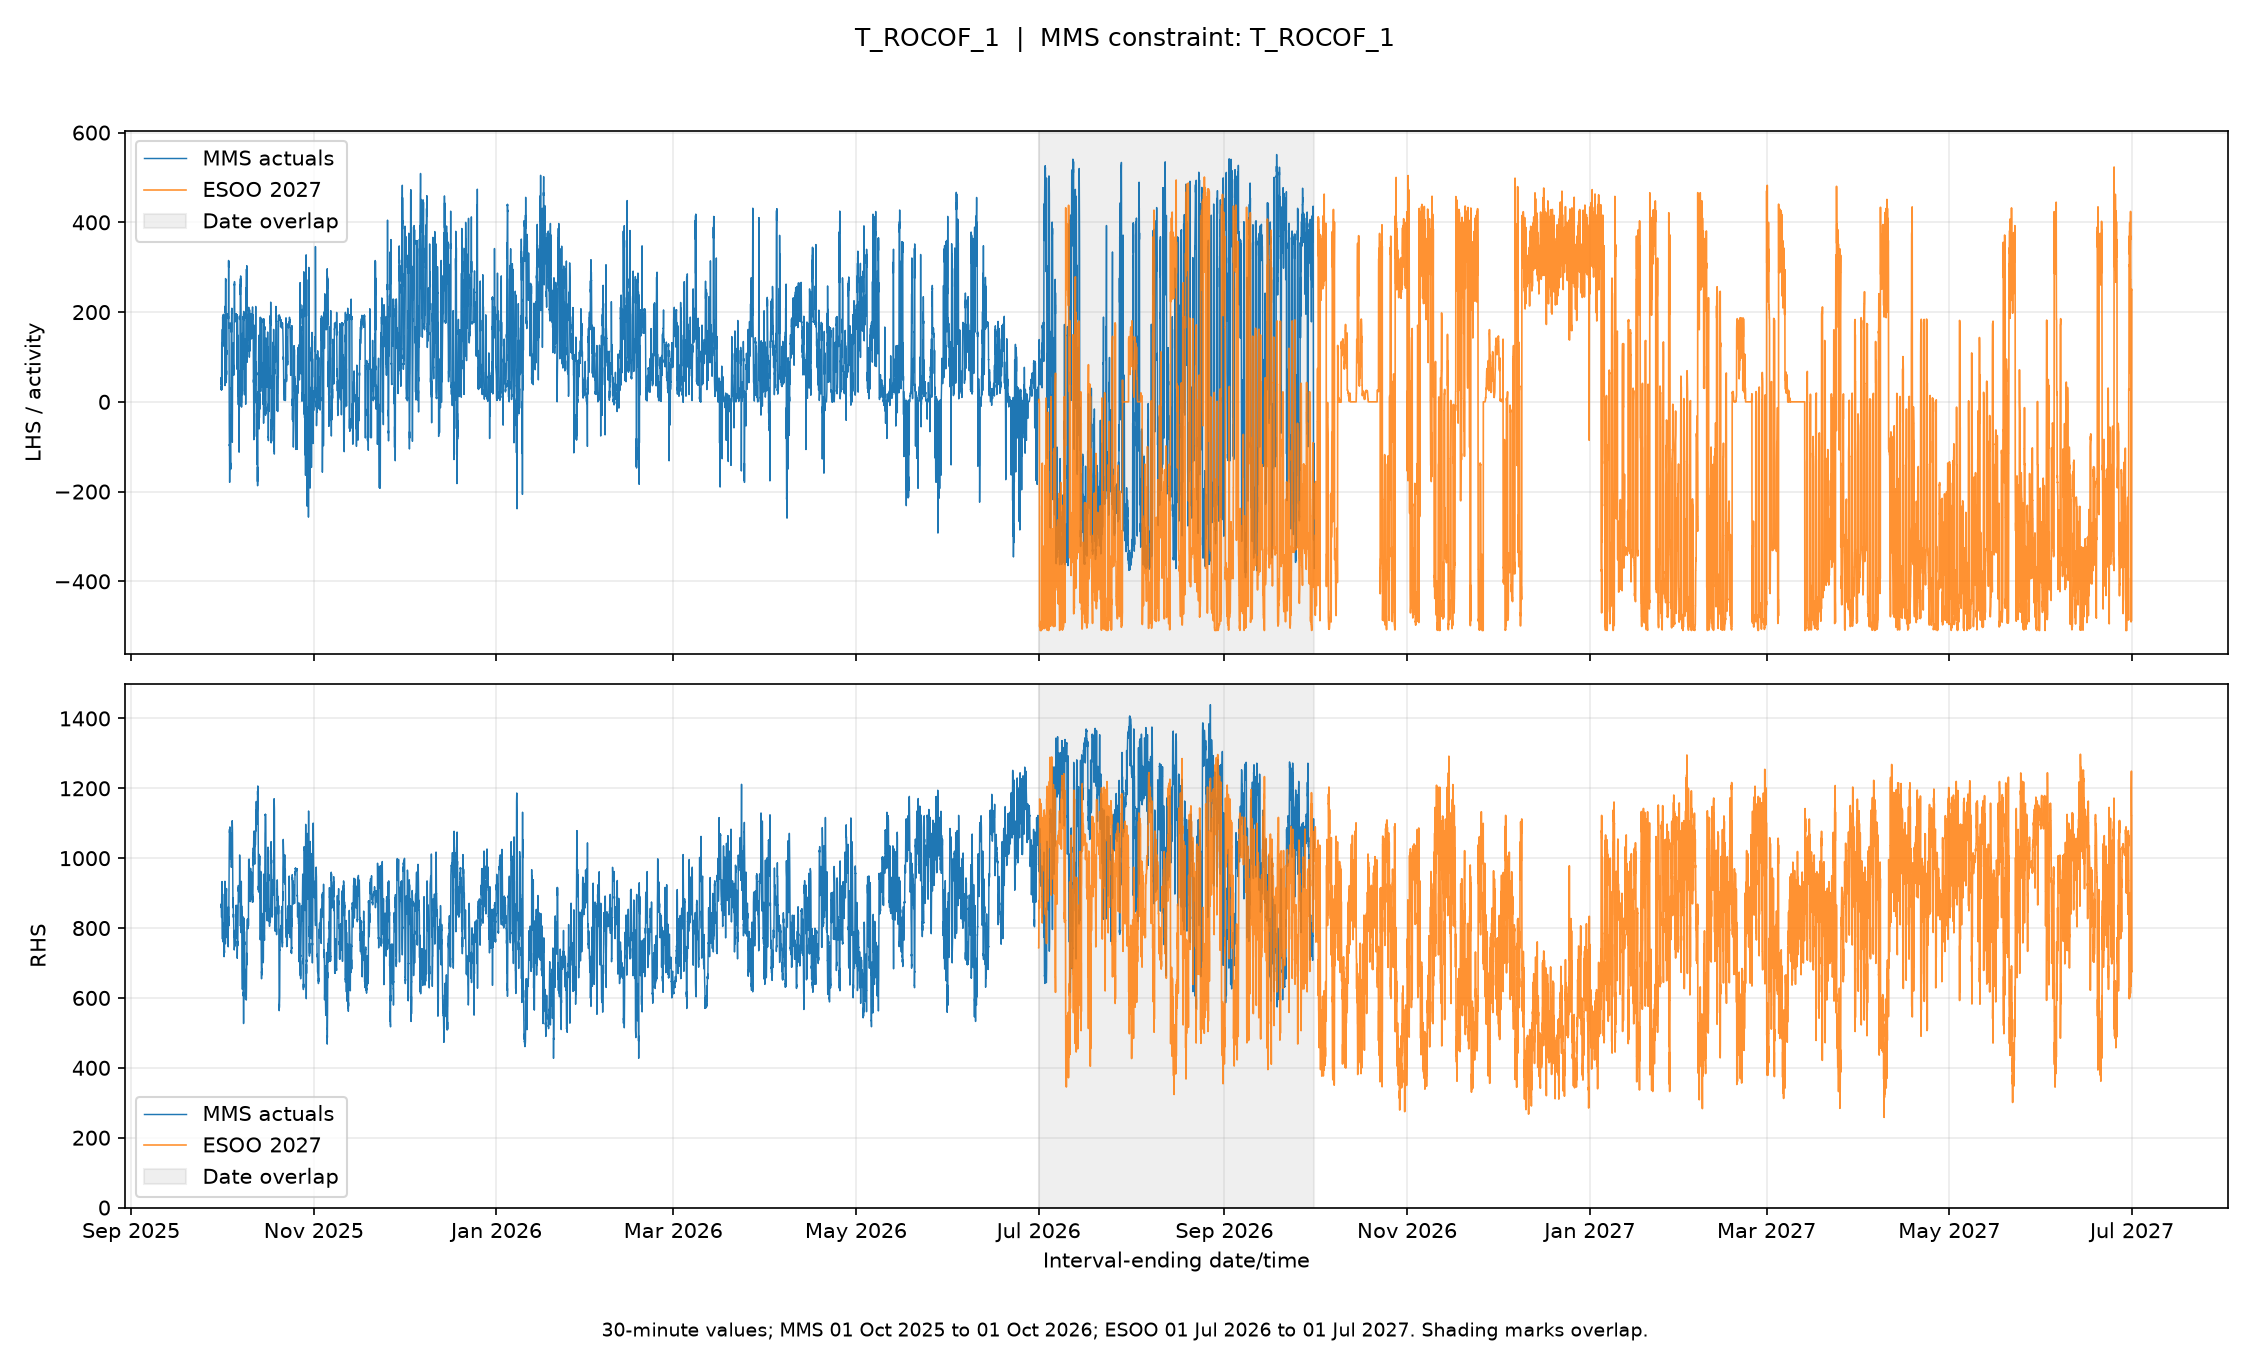 T_ROCOF_1 | MMS constraint: T_ROCOF_1
600
400
200
0
−200
−400
LHS / activity
MMS actuals
ESOO 2027
Date overlap
1400
1200
1000
800
600
400
200
0
RHS
MMS actuals
ESOO 2027
Date overlap
Sep 2025 Nov 2025 Jan 2026 Mar 2026 May 2026 Jul 2026 Sep 2026 Nov 2026 Jan 2027 Mar 2027 May 2027 Jul 2027
Interval-ending date/time
30-minute values; MMS 01 Oct 2025 to 01 Oct 2026; ESOO 01 Jul 2026 to 01 Jul 2027. Shading marks overlap.